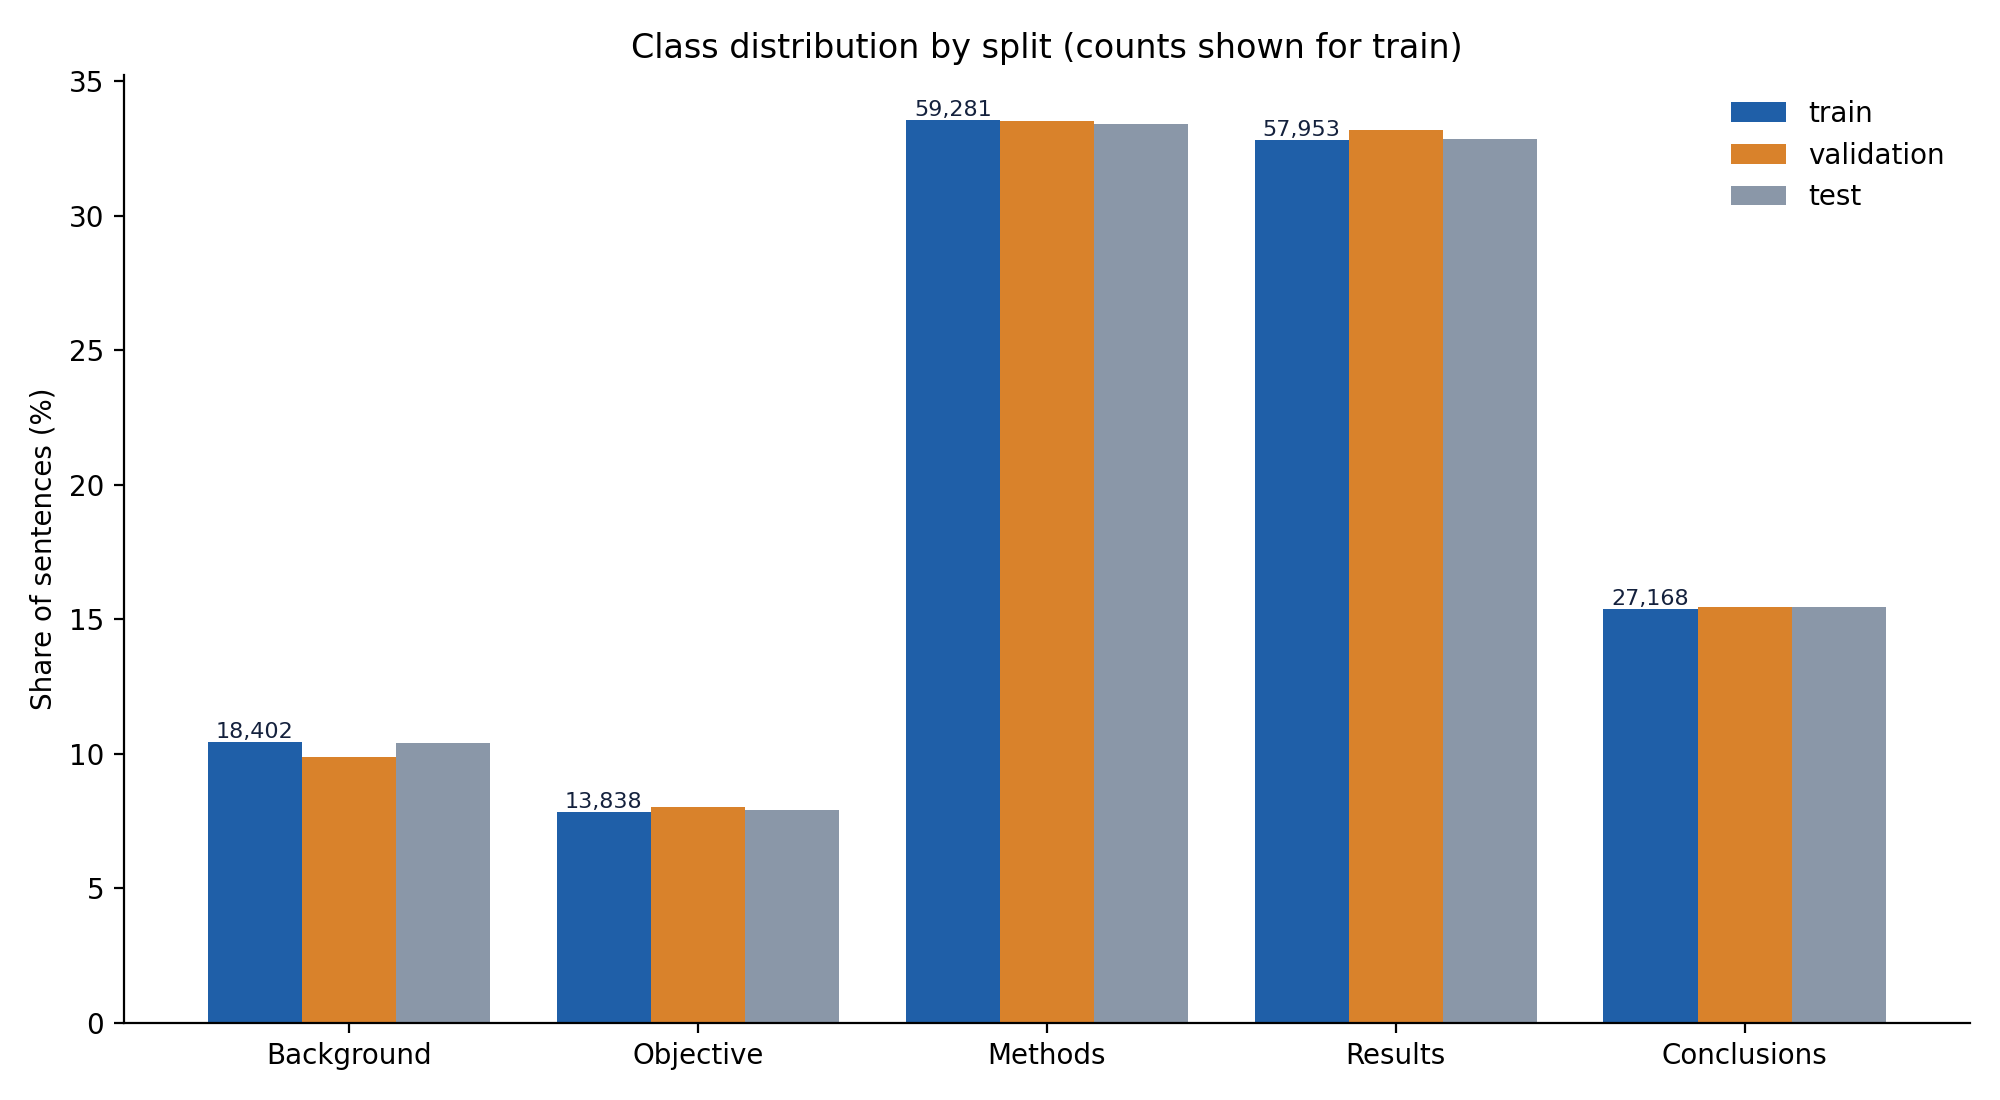 Class distribution by split (counts shown for train)
35
30
25
20
15
10
5
0
Share of sentences (%)
59,281
57,953
27,168
18,402
13,838
train
validation
test
Background
Objective
Methods
Results
Conclusions